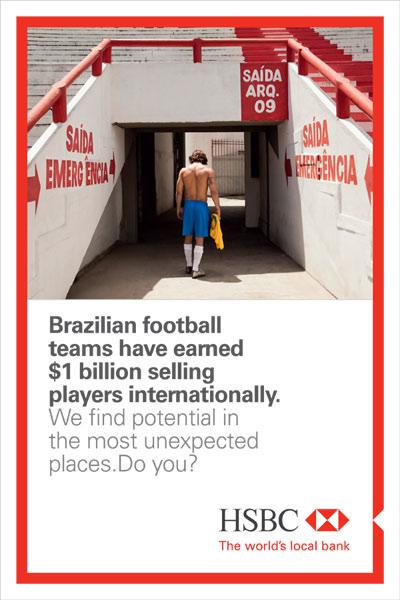 SAÍDA
ARQ.
09
SAÍDA
EMERGÊNCIA
SAÍDA
EMERGÊNCIA
Brazilian football
teams have earned
$1 billion selling
players internationally.
We find potential in
the most unexpected
places.Do you?
HSBC
The world's local bank